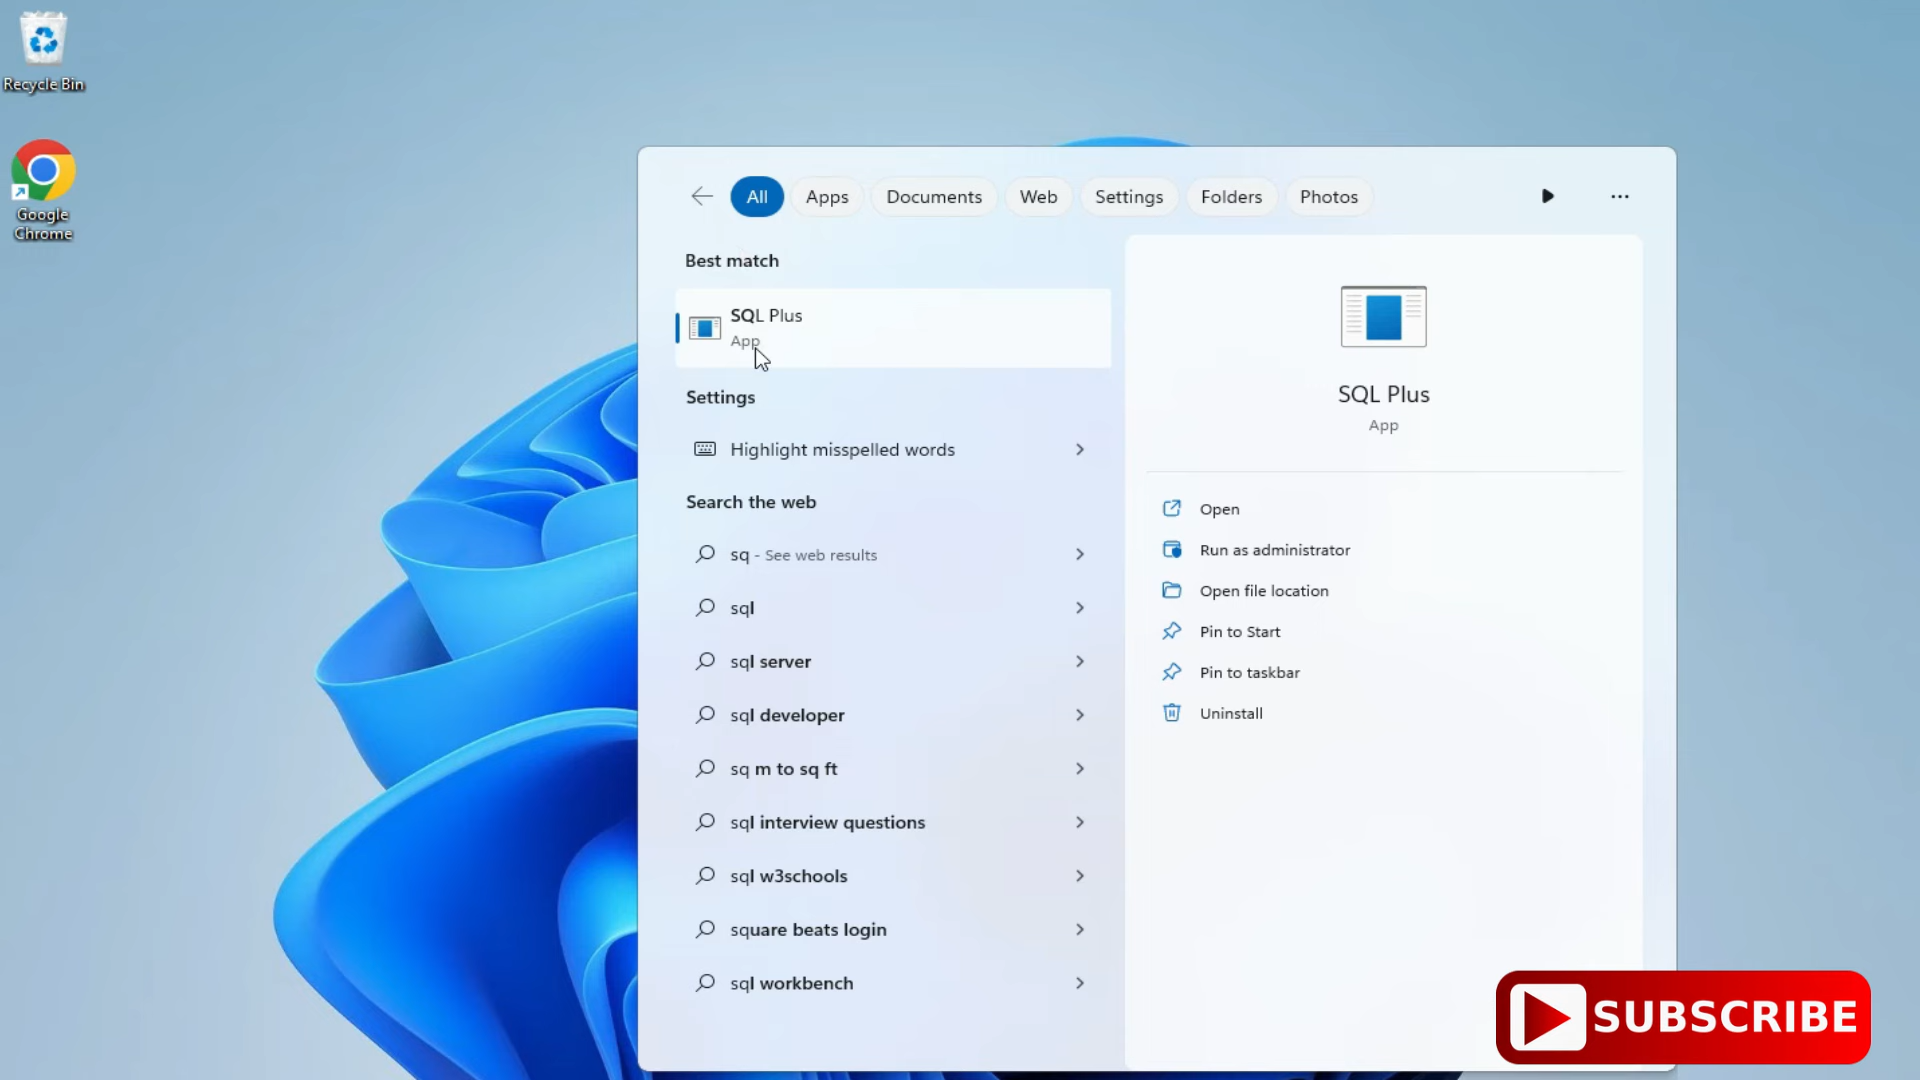 Recycle Bin
Google
Chrome
All
Apps
Documents
Web
Settings
Folders
Photos
...
Best match
SQL Plus
App
Settings
Highlight misspelled words
Search the web
sq - See web results
sql
sql server
sql developer
sq m to sq ft
sql interview questions
sql w3schools
square beats login
sql workbench
SQL Plus
App
Open
Run as administrator
Open file location
Pin to Start
Pin to taskbar
Uninstall
SUBSCRIBE